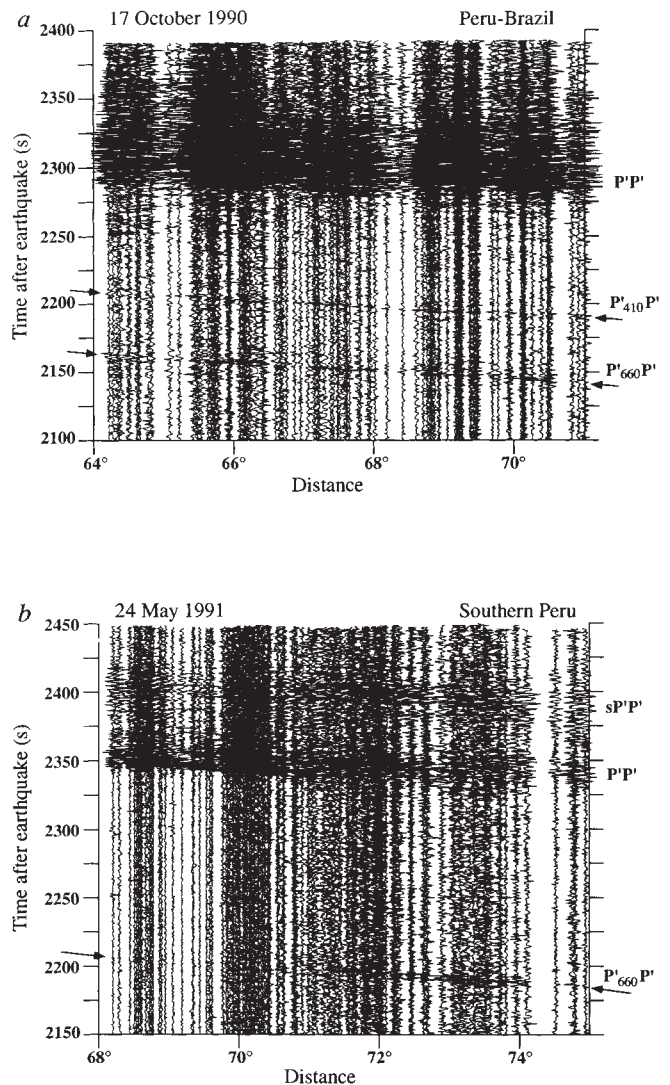 a 17 October 1990 Peru-Brazil
2400
2350
2300
2250
2200
2150
2100
Time after earthquake (s)
P'P'
P'410P'
P'660P'
64° 66° 68° 70°
Distance
b 24 May 1991 Southern Peru
2450
2400
2350
2300
2250
2200
2150
Time after earthquake (s)
sP'P'
P'P'
P'660P'
68° 70° 72° 74°
Distance